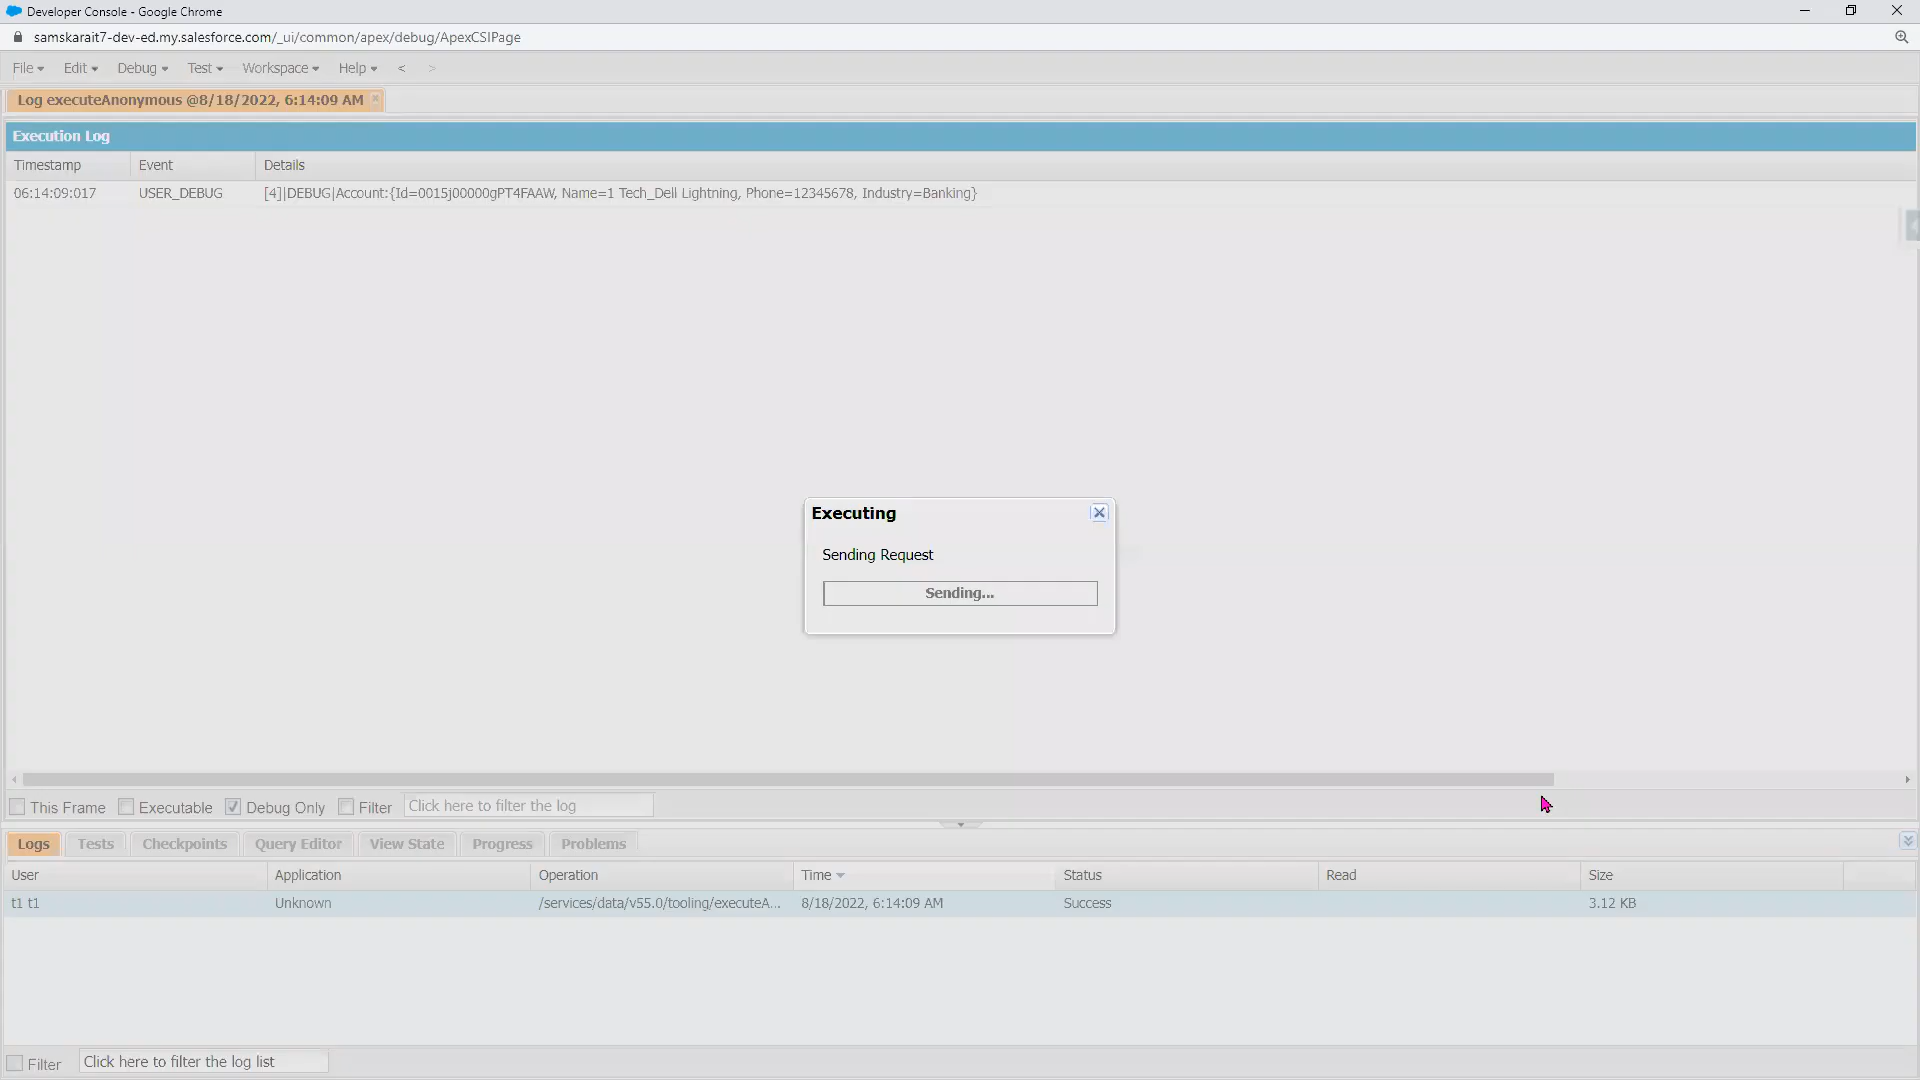 Developer Console - Google Chrome
samskarait7-dev-ed.my.salesforce.com/_ui/common/apex/debug/ApexCSIPage
File Edit Debug Test Workspace Help < >
Log executeAnonymous @8/18/2022, 6:14:09 AM
Execution Log
Timestamp Event Details
06:14:09:017 USER_DEBUG [4]|DEBUG|Account:{Id=0015j00000gPT4FAAW, Name=1 Tech_Dell Lightning, Phone=12345678, Industry=Banking}
Executing
Sending Request
Sending...
This Frame Executable Debug Only Filter Click here to filter the log
Logs Tests Checkpoints Query Editor View State Progress Problems
User Application Operation Time Status Read Size
t1 t1 Unknown /services/data/v55.0/tooling/executeA... 8/18/2022, 6:14:09 AM Success 3.12 KB
Filter Click here to filter the log list